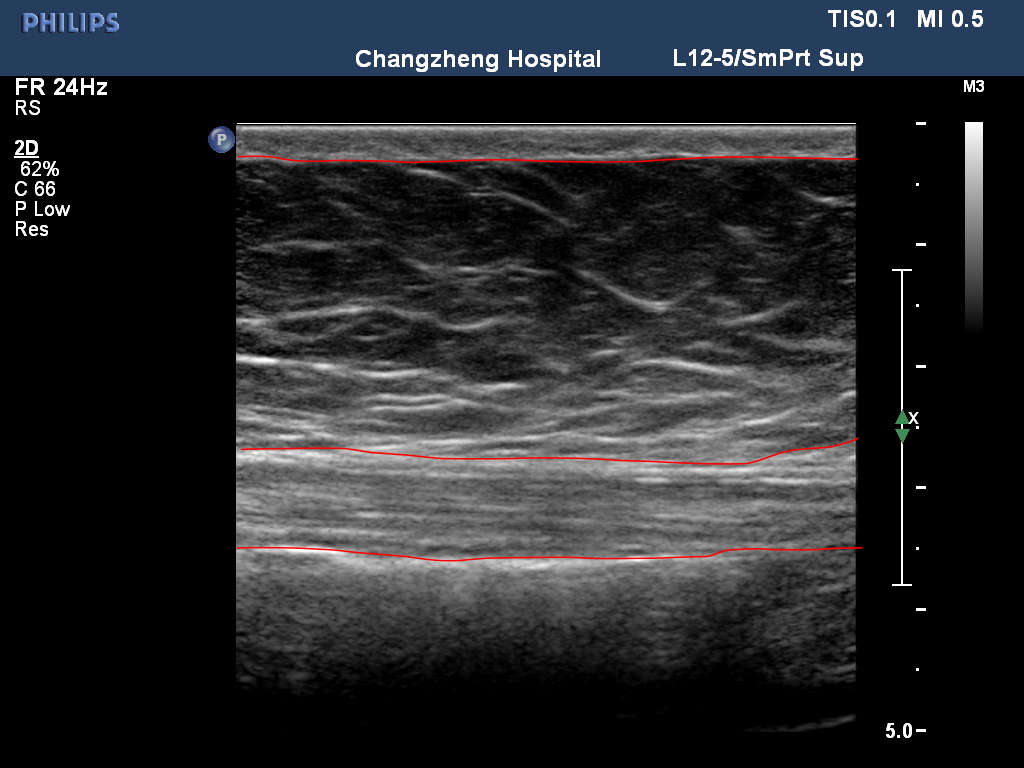 PHILIPS
TIS0.1 MI 0.5
Changzheng Hospital
L12-5/SmPrt Sup
FR 24Hz
RS
M3
P
2D
62%
C 66
P Low
Res
X
5.0